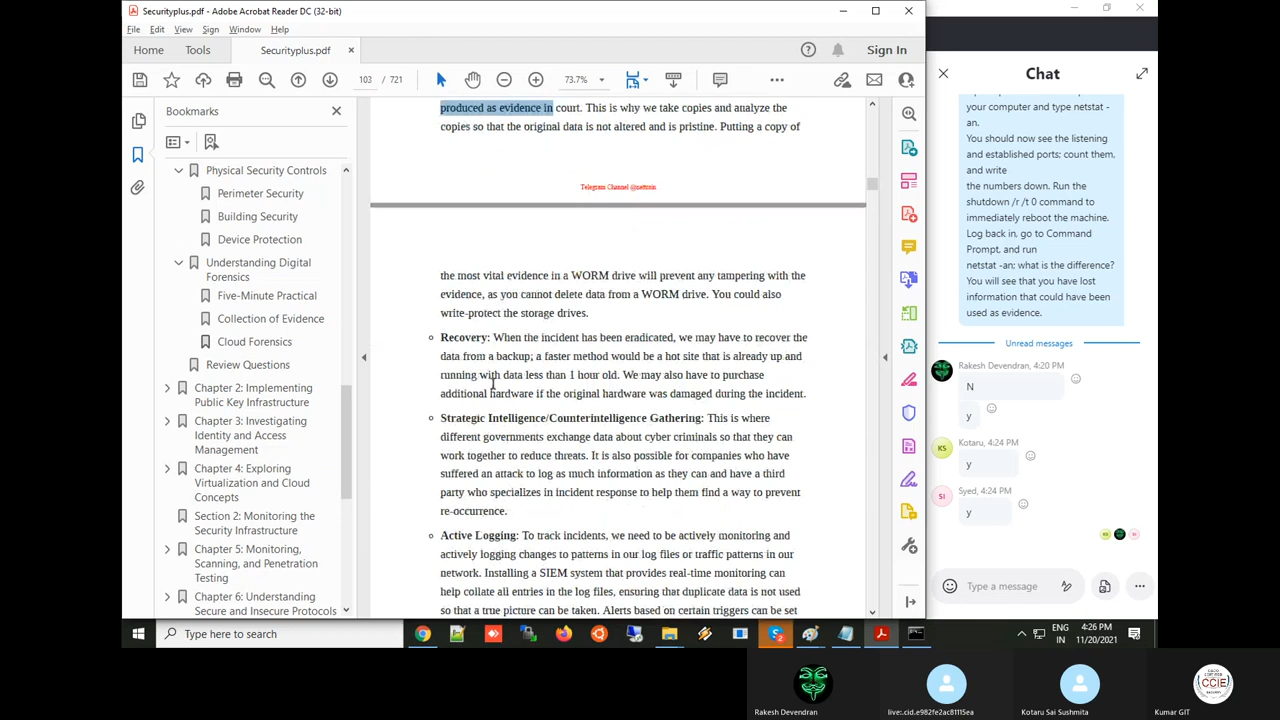 Securityplus.pdf - Adobe Acrobat Reader DC (32-bit)
File Edit View Sign Window Help
Home Tools Securityplus.pdf Sign In
103 / 721 73.7%
Bookmarks
Physical Security Controls
Perimeter Security
Building Security
Device Protection
Understanding Digital
Forensics
Five-Minute Practical
Collection of Evidence
Cloud Forensics
Review Questions
Chapter 2: Implementing
Public Key Infrastructure
Chapter 3: Investigating
Identity and Access
Management
Chapter 4: Exploring
Virtualization and Cloud
Concepts
Section 2: Monitoring the
Security Infrastructure
Chapter 5: Monitoring,
Scanning, and Penetration
Testing
Chapter 6: Understanding
Secure and Insecure Protocols
produced as evidence in court. This is why we take copies and analyze the
copies so that the original data is not altered and is pristine. Putting a copy of
Telegram Channel @nettrain
the most vital evidence in a WORM drive will prevent any tampering with the
evidence, as you cannot delete data from a WORM drive. You could also
write-protect the storage drives.
Recovery: When the incident has been eradicated, we may have to recover the
data from a backup; a faster method would be a hot site that is already up and
running with data less than 1 hour old. We may also have to purchase
additional hardware if the original hardware was damaged during the incident.
Strategic Intelligence/Counterintelligence Gathering: This is where
different governments exchange data about cyber criminals so that they can
work together to reduce threats. It is also possible for companies who have
suffered an attack to log as much information as they can and have a third
party who specializes in incident response to help them find a way to prevent
re-occurrence.
Active Logging: To track incidents, we need to be actively monitoring and
actively logging changes to patterns in our log files or traffic patterns in our
network. Installing a SIEM system that provides real-time monitoring can
help collate all entries in the log files, ensuring that duplicate data is not used
so that a true picture can be taken. Alerts based on certain triggers can be set
Chat
your computer and type netstat -
an.
You should now see the listening
and established ports; count them,
and write
the numbers down. Run the
shutdown /r /t 0 command to
immediately reboot the machine.
Log back in, go to Command
Prompt, and run
netstat -an; what is the difference?
You will see that you have lost
information that could have been
used as evidence.
Unread messages
Rakesh Devendran, 4:20 PM
N
y
KS Kotaru, 4:24 PM
y
SI Syed, 4:24 PM
y
Type a message
Type here to search
ENG
IN
4:26 PM
11/20/2021
Rakesh Devendran
live:.cid.e982fe2ac81115ea
Kotaru Sai Sushmita
CCIE
Kumar GIT